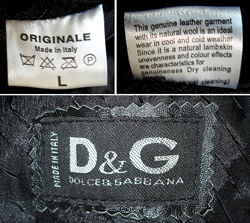 ORIGINALE
Made in Italy
P
L
This genuine leather garment
with its natural wool is an ideal
wear in cool and cold weather
Since it is a natural lambskin
unevenness and colour effects
are characteristics for
genuineness Dry cleaning
MADE IN ITALY
D&G
DOLCE&GABBANA